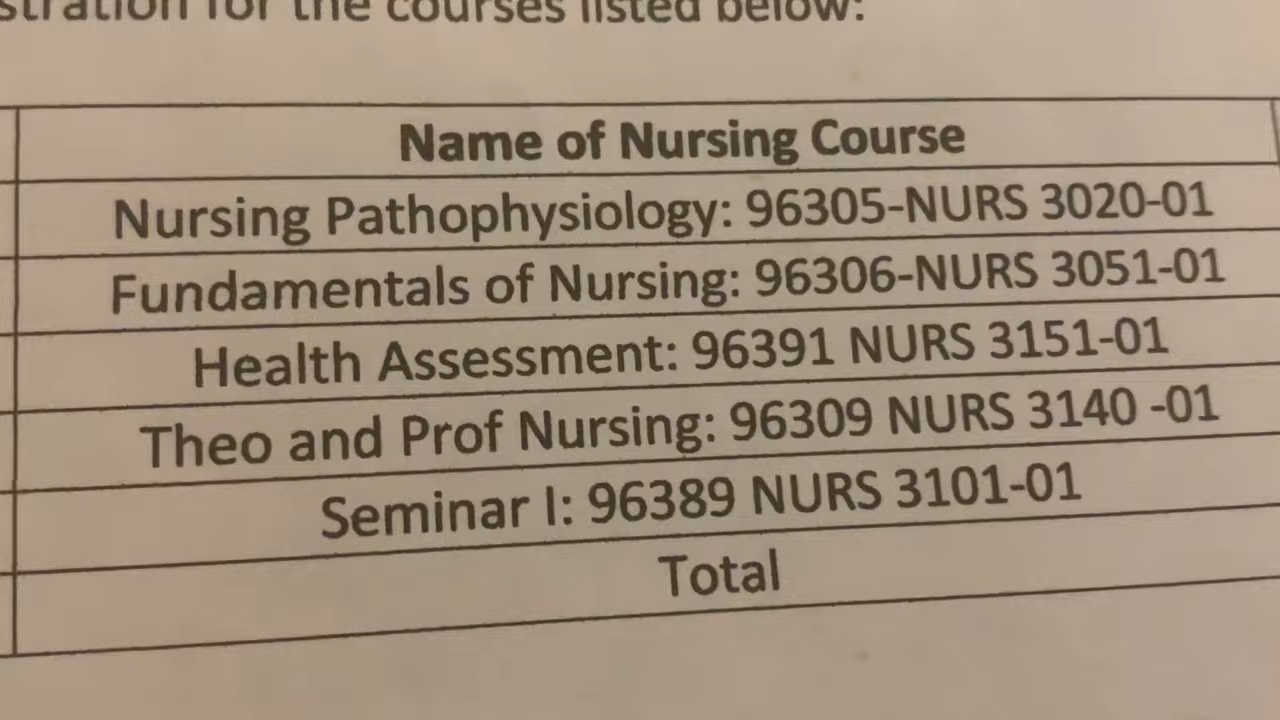 for the courses listed below:
Name of Nursing Course
Nursing Pathophysiology: 96305-NURS 3020-01
Fundamentals of Nursing: 96306-NURS 3051-01
Health Assessment: 96391 NURS 3151-01
Theo and Prof Nursing: 96309 NURS 3140 -01
Seminar I: 96389 NURS 3101-01
Total